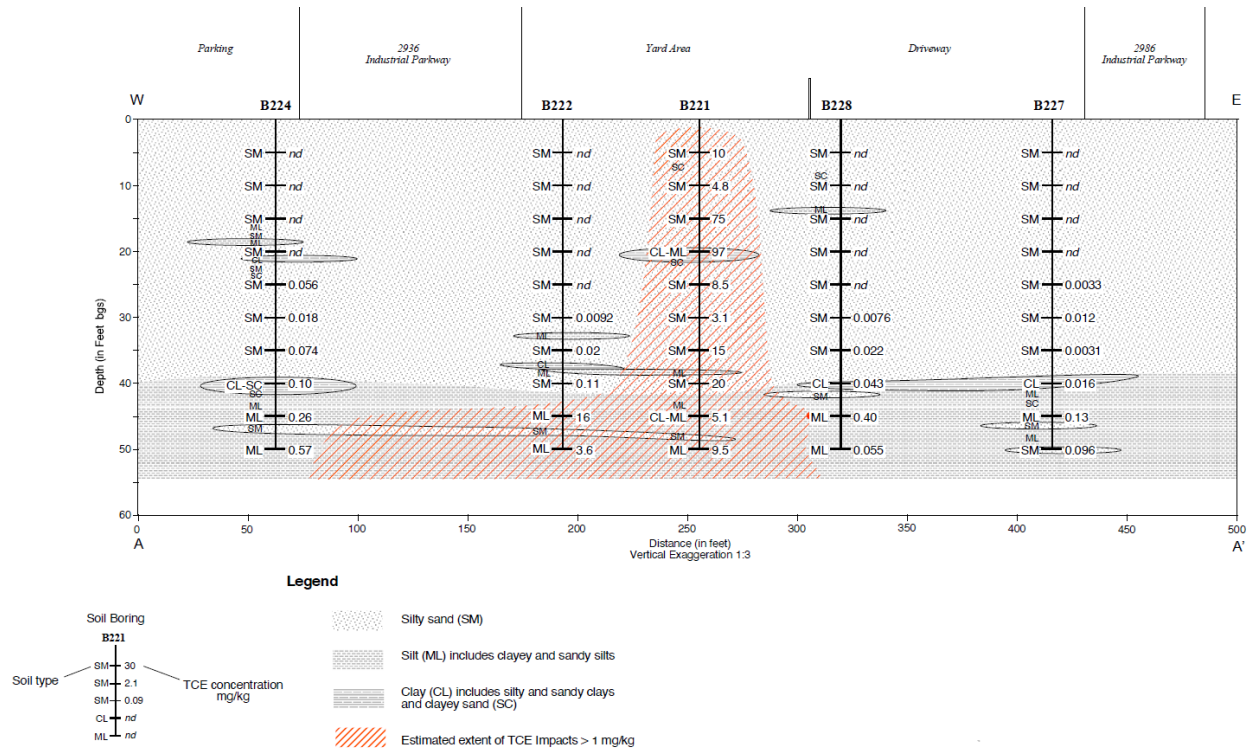 Parking
2936
Industrial Parkway
Yard Area
Driveway
2986
Industrial Parkway
W
B224
B222
B221
B228
B227
E
0
SM nd
SM nd
SM 10
SM nd
SM nd
SC
SC
10
SM nd
SM nd
SM 4.8
SM nd
SM nd
ML
SM nd
SM nd
SM 75
SM nd
SM nd
ML
SM
ML
20
SM nd
SM nd
CL-ML 97
SM nd
SM nd
CL
SC
SM
SC
SM 0.056
SM nd
SM 8.5
SM nd
SM 0.0033
30
SM 0.018
SM 0.0092
SM 3.1
SM 0.0076
SM 0.012
ML
SM 0.074
SM 0.02
SM 15
SM 0.022
SM 0.0031
CL
ML
ML
40
CL-SC 0.10
SM 0.11
SM 20
CL 0.043
CL 0.016
SC
SM
ML
ML
ML
SC
ML 0.26
ML 16
CL-ML 5.1
ML 0.40
ML 0.13
SM
SM
SM
SM
ML
50
ML 0.57
ML 3.6
ML 9.5
ML 0.055
SM 0.096
60
Depth (in Feet bgs)
0
50
100
150
200
250
300
350
400
450
500
A
Distance (in feet)
Vertical Exaggeration 1:3
A'
Legend
Soil Boring
B221
SM 30
SM 2.1
SM 0.09
CL nd
ML nd
Soil type
TCE concentration
mg/kg
Silty sand (SM)
Silt (ML) includes clayey and sandy silts
Clay (CL) includes silty and sandy clays
and clayey sand (SC)
Estimated extent of TCE Impacts > 1 mg/kg